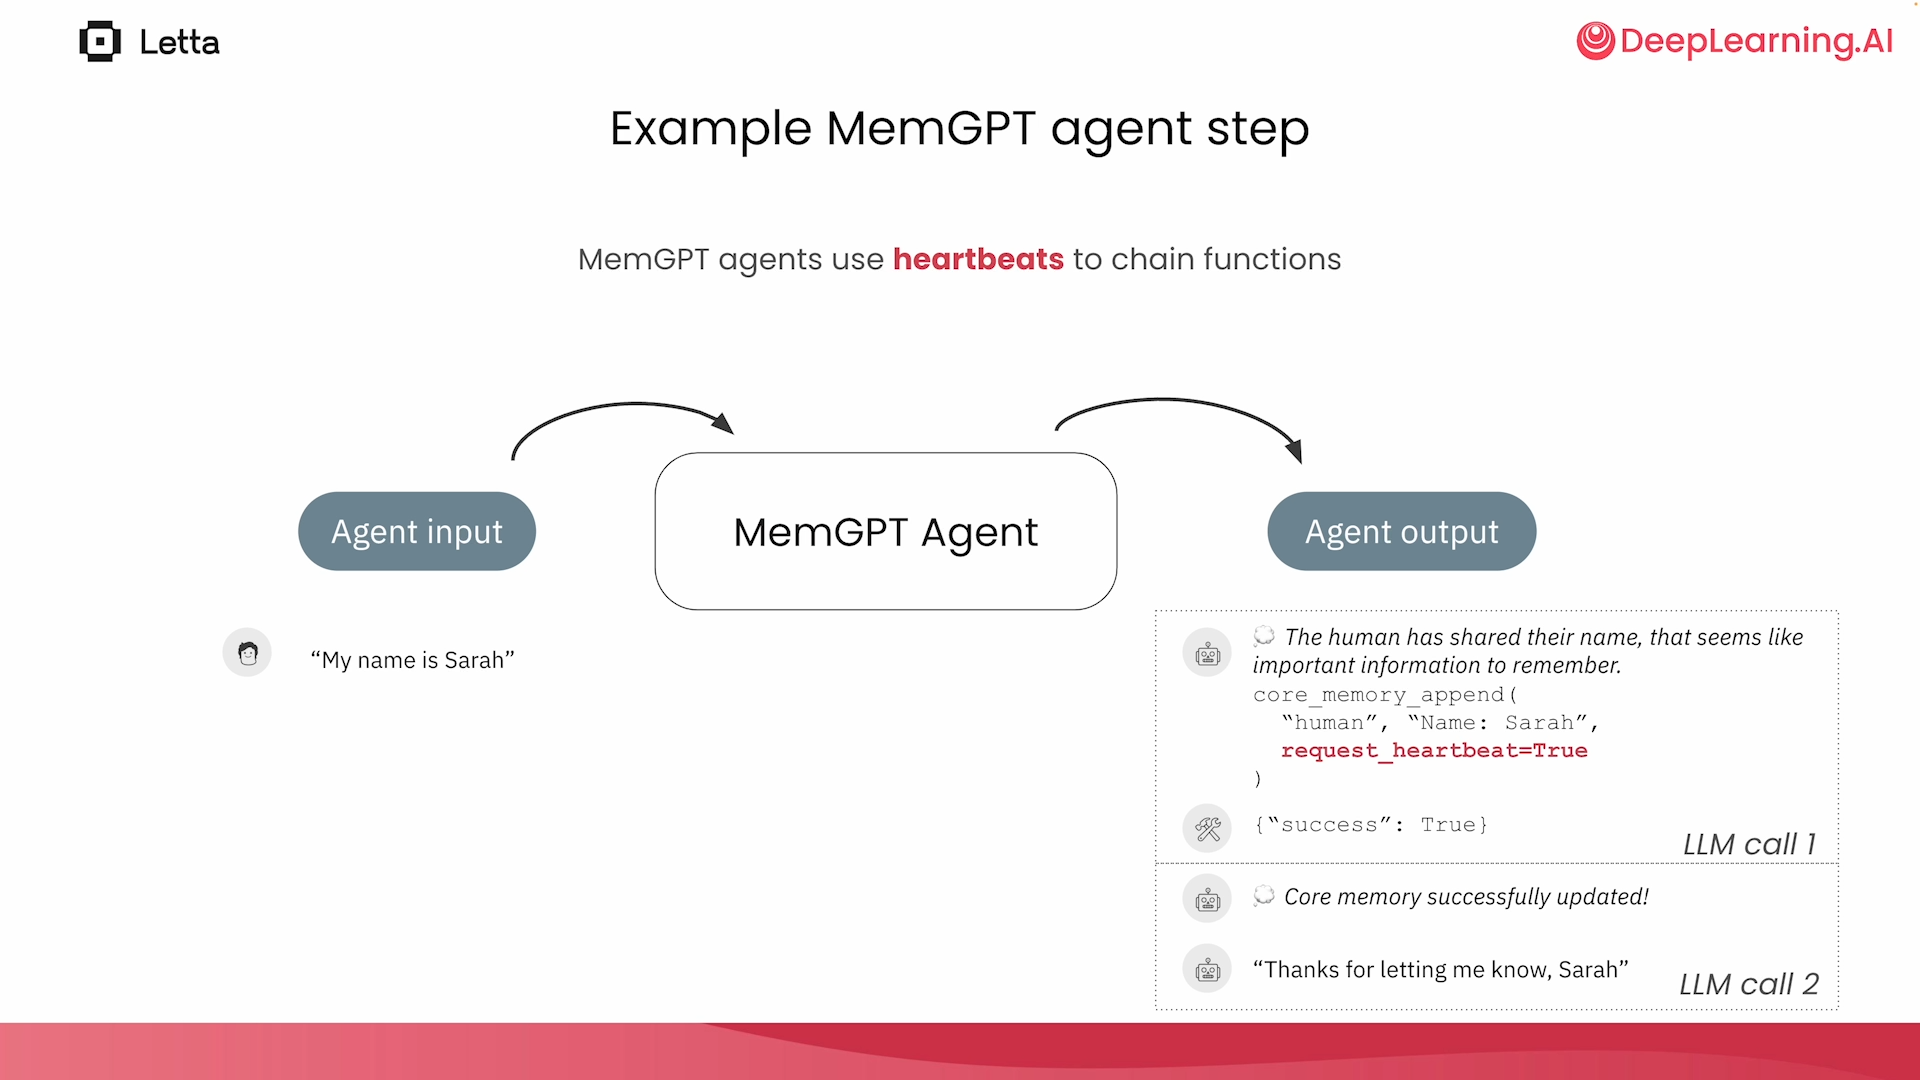 Letta
DeepLearning.AI
Example MemGPT agent step
MemGPT agents use heartbeats to chain functions
Agent input
MemGPT Agent
Agent output
“My name is Sarah”
The human has shared their name, that seems like
important information to remember.
core_memory_append(
“human”, “Name: Sarah”,
request_heartbeat=True
)
{“success”: True}
LLM call 1
Core memory successfully updated!
“Thanks for letting me know, Sarah”
LLM call 2